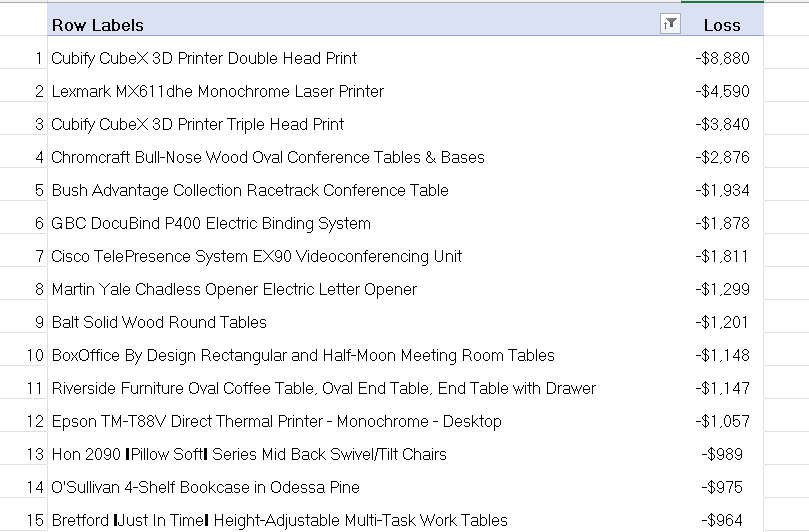 Row Labels Loss
1 Cubify CubeX 3D Printer Double Head Print -$8,880
2 Lexmark MX611dhe Monochrome Laser Printer -$4,590
3 Cubify CubeX 3D Printer Triple Head Print -$3,840
4 Chromcraft Bull-Nose Wood Oval Conference Tables & Bases -$2,876
5 Bush Advantage Collection Racetrack Conference Table -$1,934
6 GBC DocuBind P400 Electric Binding System -$1,878
7 Cisco TelePresence System EX90 Videoconferencing Unit -$1,811
8 Martin Yale Chadless Opener Electric Letter Opener -$1,299
9 Balt Solid Wood Round Tables -$1,201
10 BoxOffice By Design Rectangular and Half-Moon Meeting Room Tables -$1,148
11 Riverside Furniture Oval Coffee Table, Oval End Table, End Table with Drawer -$1,147
12 Epson TM-T88V Direct Thermal Printer - Monochrome - Desktop -$1,057
13 Hon 2090 Pillow Soft Series Mid Back Swivel/Tilt Chairs -$989
14 O'Sullivan 4-Shelf Bookcase in Odessa Pine -$975
15 Bretford Just In Time Height-Adjustable Multi-Task Work Tables -$964